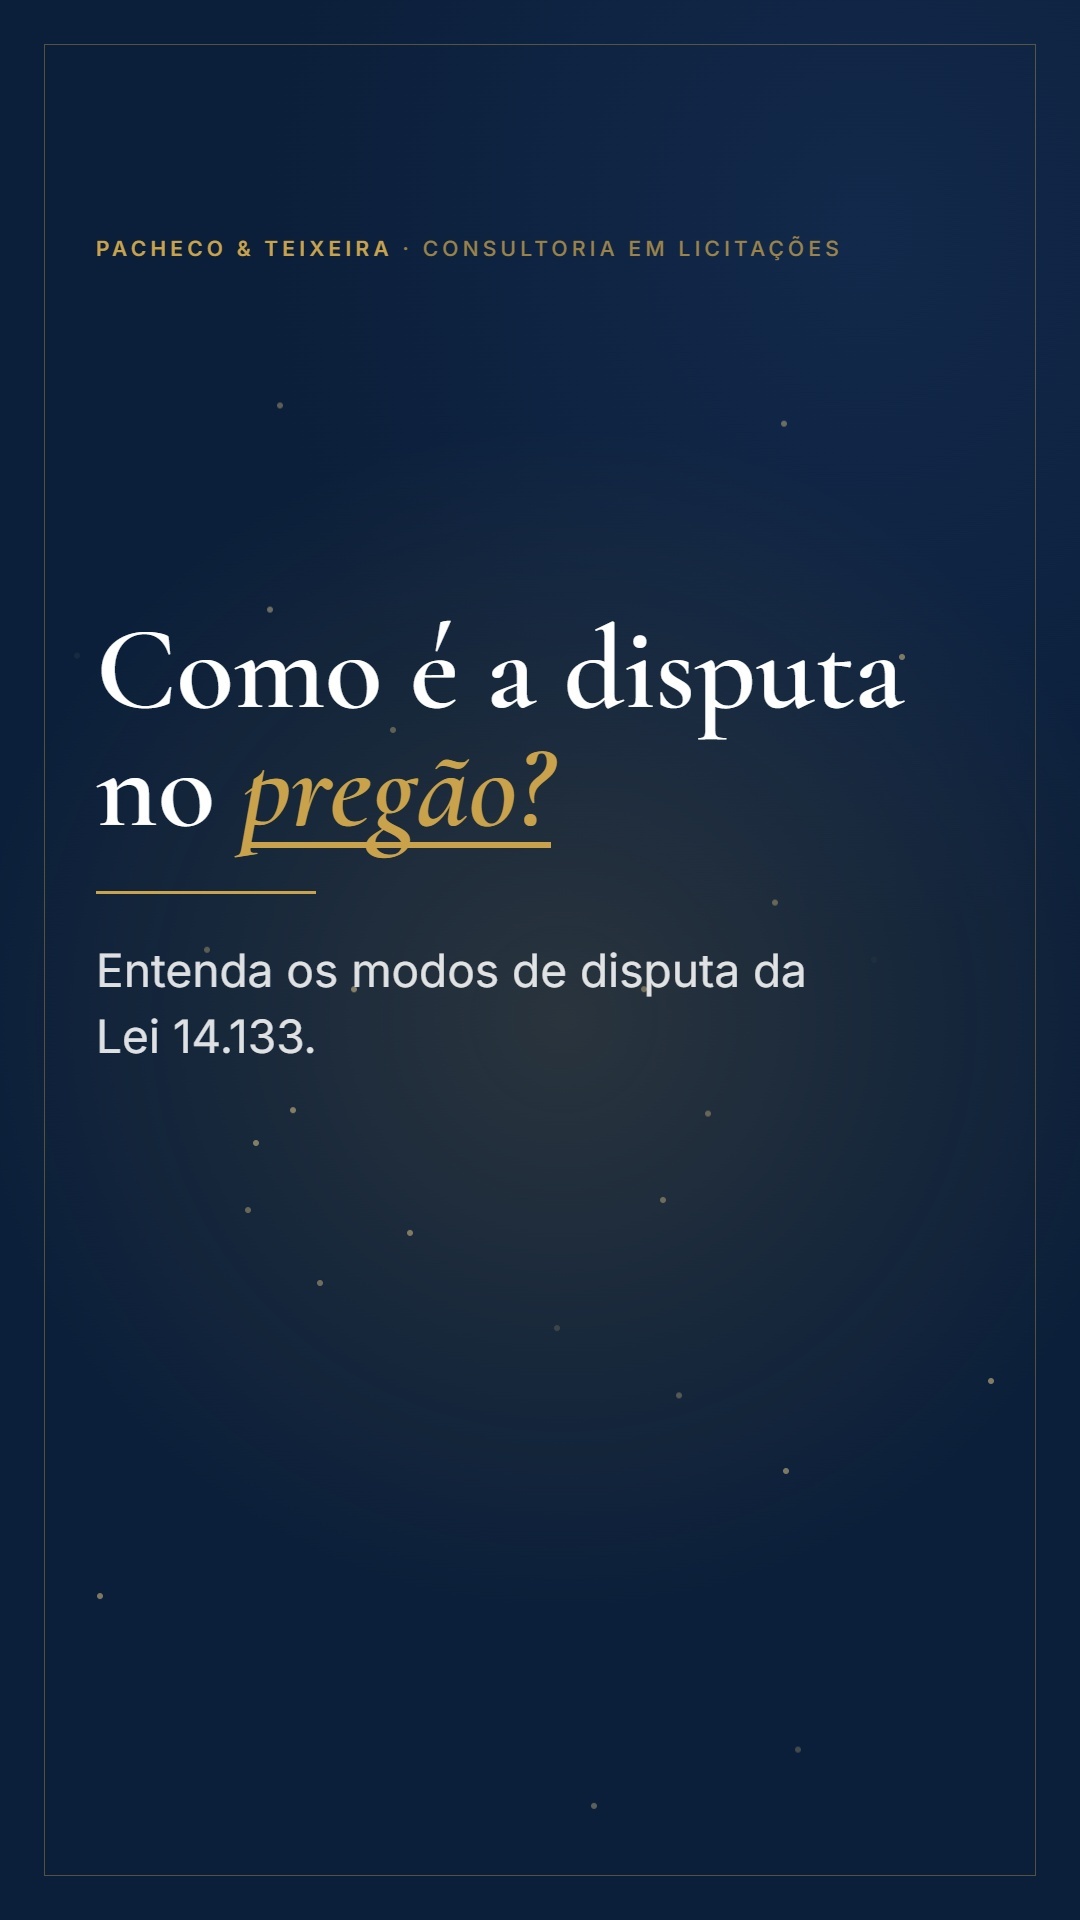 PACHECO & TEIXEIRA · CONSULTORIA EM LICITAÇÕES
Como é a disputa
no pregão?
Entenda os modos de disputa da
Lei 14.133.